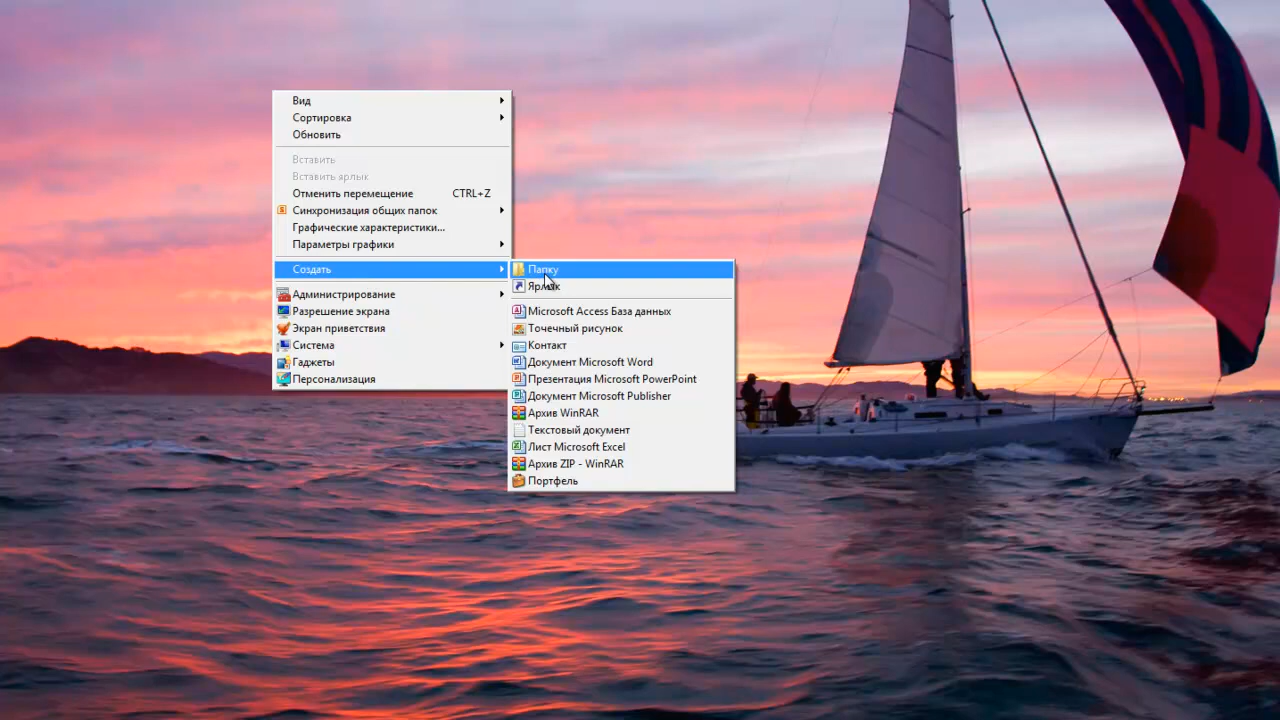 Вид
Сортировка
Обновить
Вставить
Вставить ярлык
Отменить перемещение CTRL+Z
Синхронизация общих папок
Графические характеристики...
Параметры графики
Создать
Администрирование
Разрешение экрана
Экран приветствия
Система
Гаджеты
Персонализация
Папку
Ярлык
Microsoft Access База данных
Точечный рисунок
Контакт
Документ Microsoft Word
Презентация Microsoft PowerPoint
Документ Microsoft Publisher
Архив WinRAR
Текстовый документ
Лист Microsoft Excel
Архив ZIP - WinRAR
Портфель